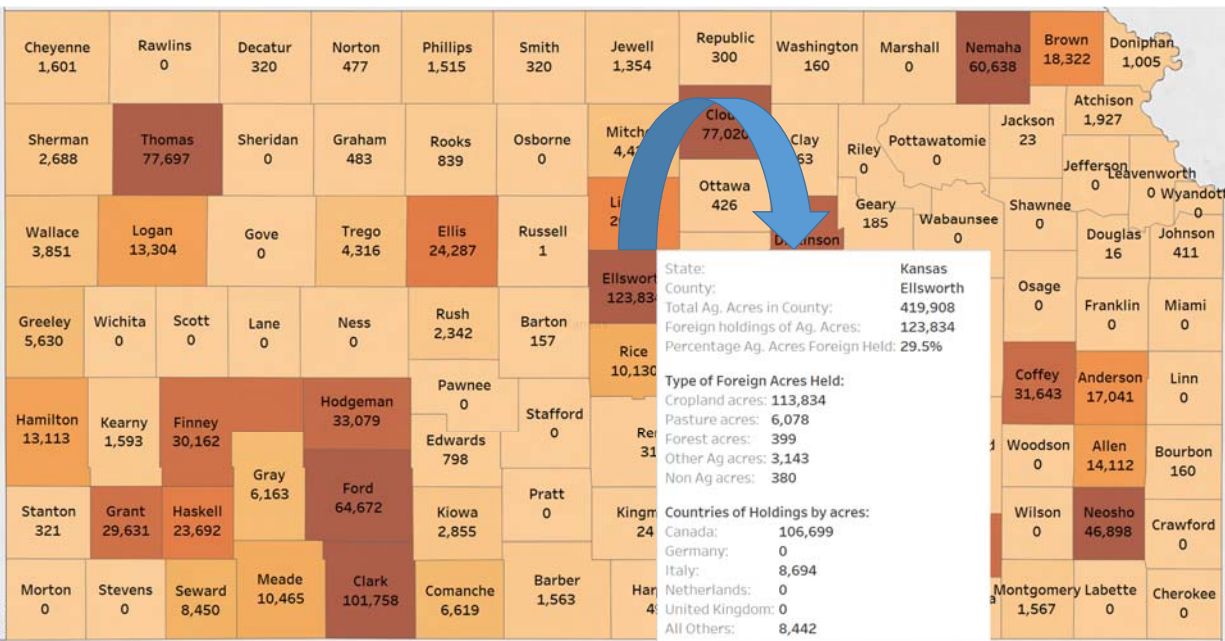 Cheyenne
1,601
Rawlins
0
Decatur
320
Norton
477
Phillips
1,515
Smith
320
Jewell
1,354
Republic
300
Washington
160
Marshall
0
Nemaha
60,638
Brown
18,322
Doniphan
1,005
Sherman
2,688
Thomas
77,697
Sheridan
0
Graham
483
Rooks
839
Osborne
0
77,020
Clay
Riley
0
Pottawatomie
0
Jackson
23
Atchison
1,927
Jefferson
0
Leavenworth
0
Ottawa
426
Wallace
3,851
Logan
13,304
Gove
0
Trego
4,316
Ellis
24,287
Russell
1
Geary
185
Wabaunsee
0
Shawnee
0
Douglas
16
Johnson
411
0
Greeley
5,630
Wichita
0
Scott
0
Lane
0
Ness
0
Rush
2,342
Barton
157
Rice
10,130
Osage
0
Franklin
0
Miami
0
Hamilton
13,113
Kearny
1,593
Finney
30,162
Hodgeman
33,079
Pawnee
0
Stafford
0
Edwards
798
Coffey
31,643
Anderson
17,041
Linn
0
Gray
6,163
Ford
64,672
Woodson
0
Allen
14,112
Bourbon
160
Stanton
321
Grant
29,631
Haskell
23,692
Kiowa
2,855
Pratt
0
Wilson
0
Neosho
46,898
Crawford
0
Morton
0
Stevens
0
Seward
8,450
Meade
10,465
Clark
101,758
Comanche
6,619
Barber
1,563
Montgomery
1,567
Labette
0
Cherokee
0
State: Kansas
County: Ellsworth
Total Ag. Acres in County: 419,908
Foreign holdings of Ag. Acres: 123,834
Percentage Ag. Acres Foreign Held: 29.5%
Type of Foreign Acres Held:
Cropland acres: 113,834
Pasture acres: 6,078
Forest acres: 399
Other Ag acres: 3,143
Non Ag acres: 380
Countries of Holdings by acres:
Canada: 106,699
Germany: 0
Italy: 8,694
Netherlands: 0
United Kingdom: 0
All Others: 8,442